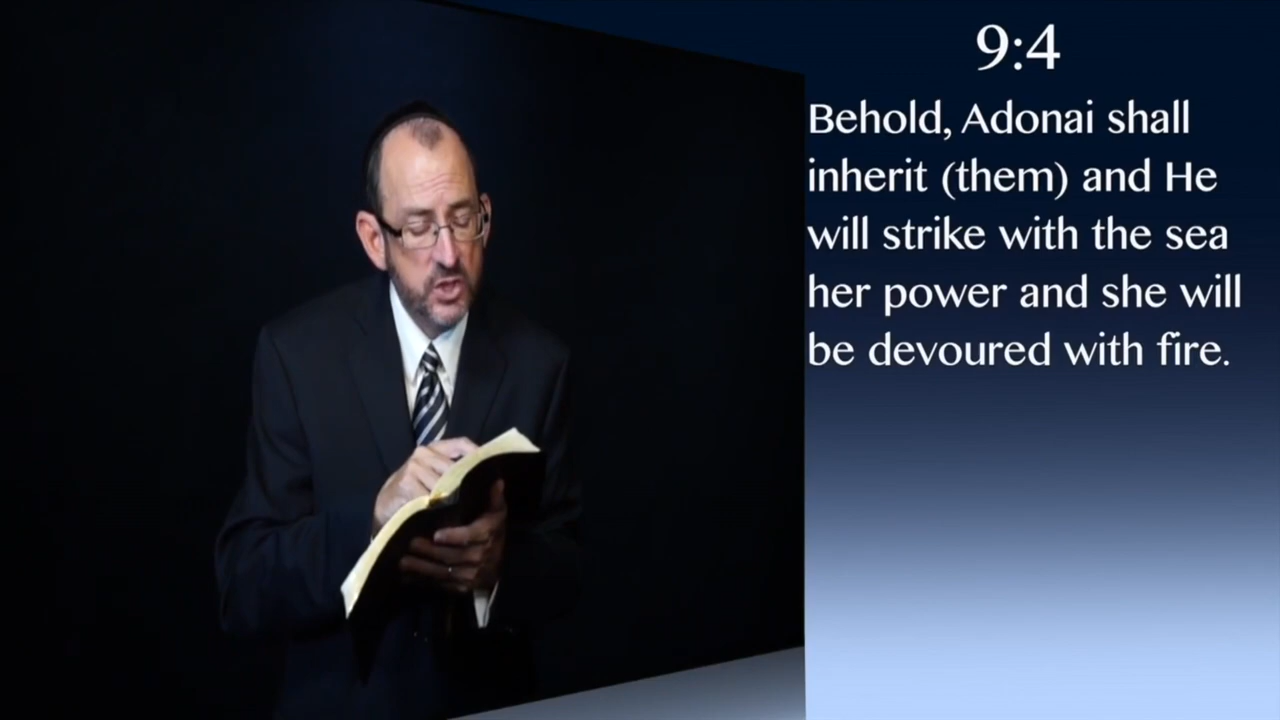 9:4
Behold, Adonai shall
inherit (them) and He
will strike with the sea
her power and she will
be devoured with fire.